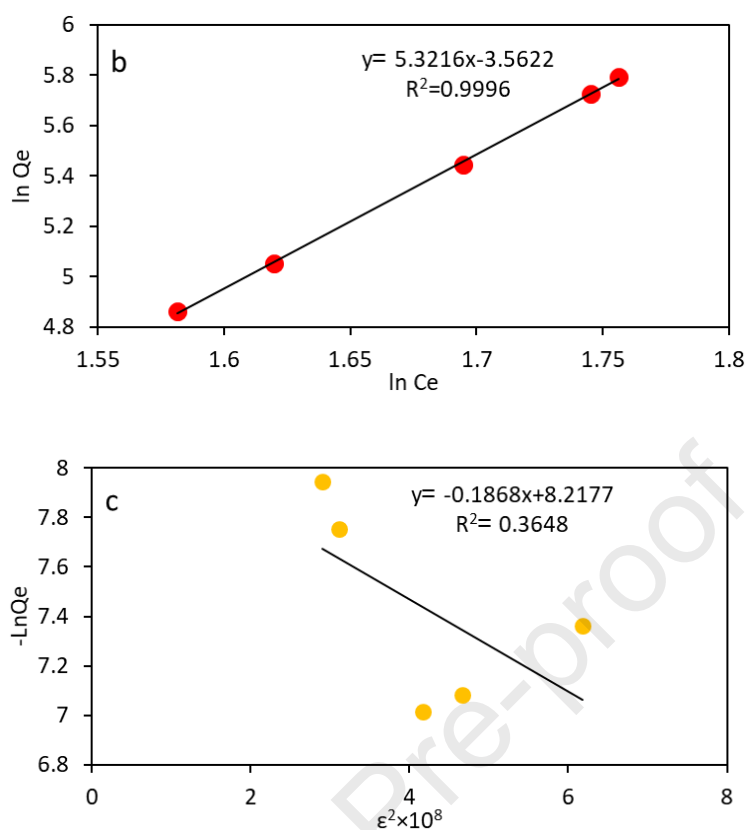 b
y= 5.3216x-3.5622
R²=0.9996
6
5.8
5.6
5.4
5.2
5
4.8
ln Qe
1.55 1.6 1.65 1.7 1.75 1.8
ln Ce
c
y= -0.1868x+8.2177
R²= 0.3648
8
7.8
7.6
7.4
7.2
7
6.8
-LnQe
0 2 4 6 8
ε²×10⁸
Pre-proof